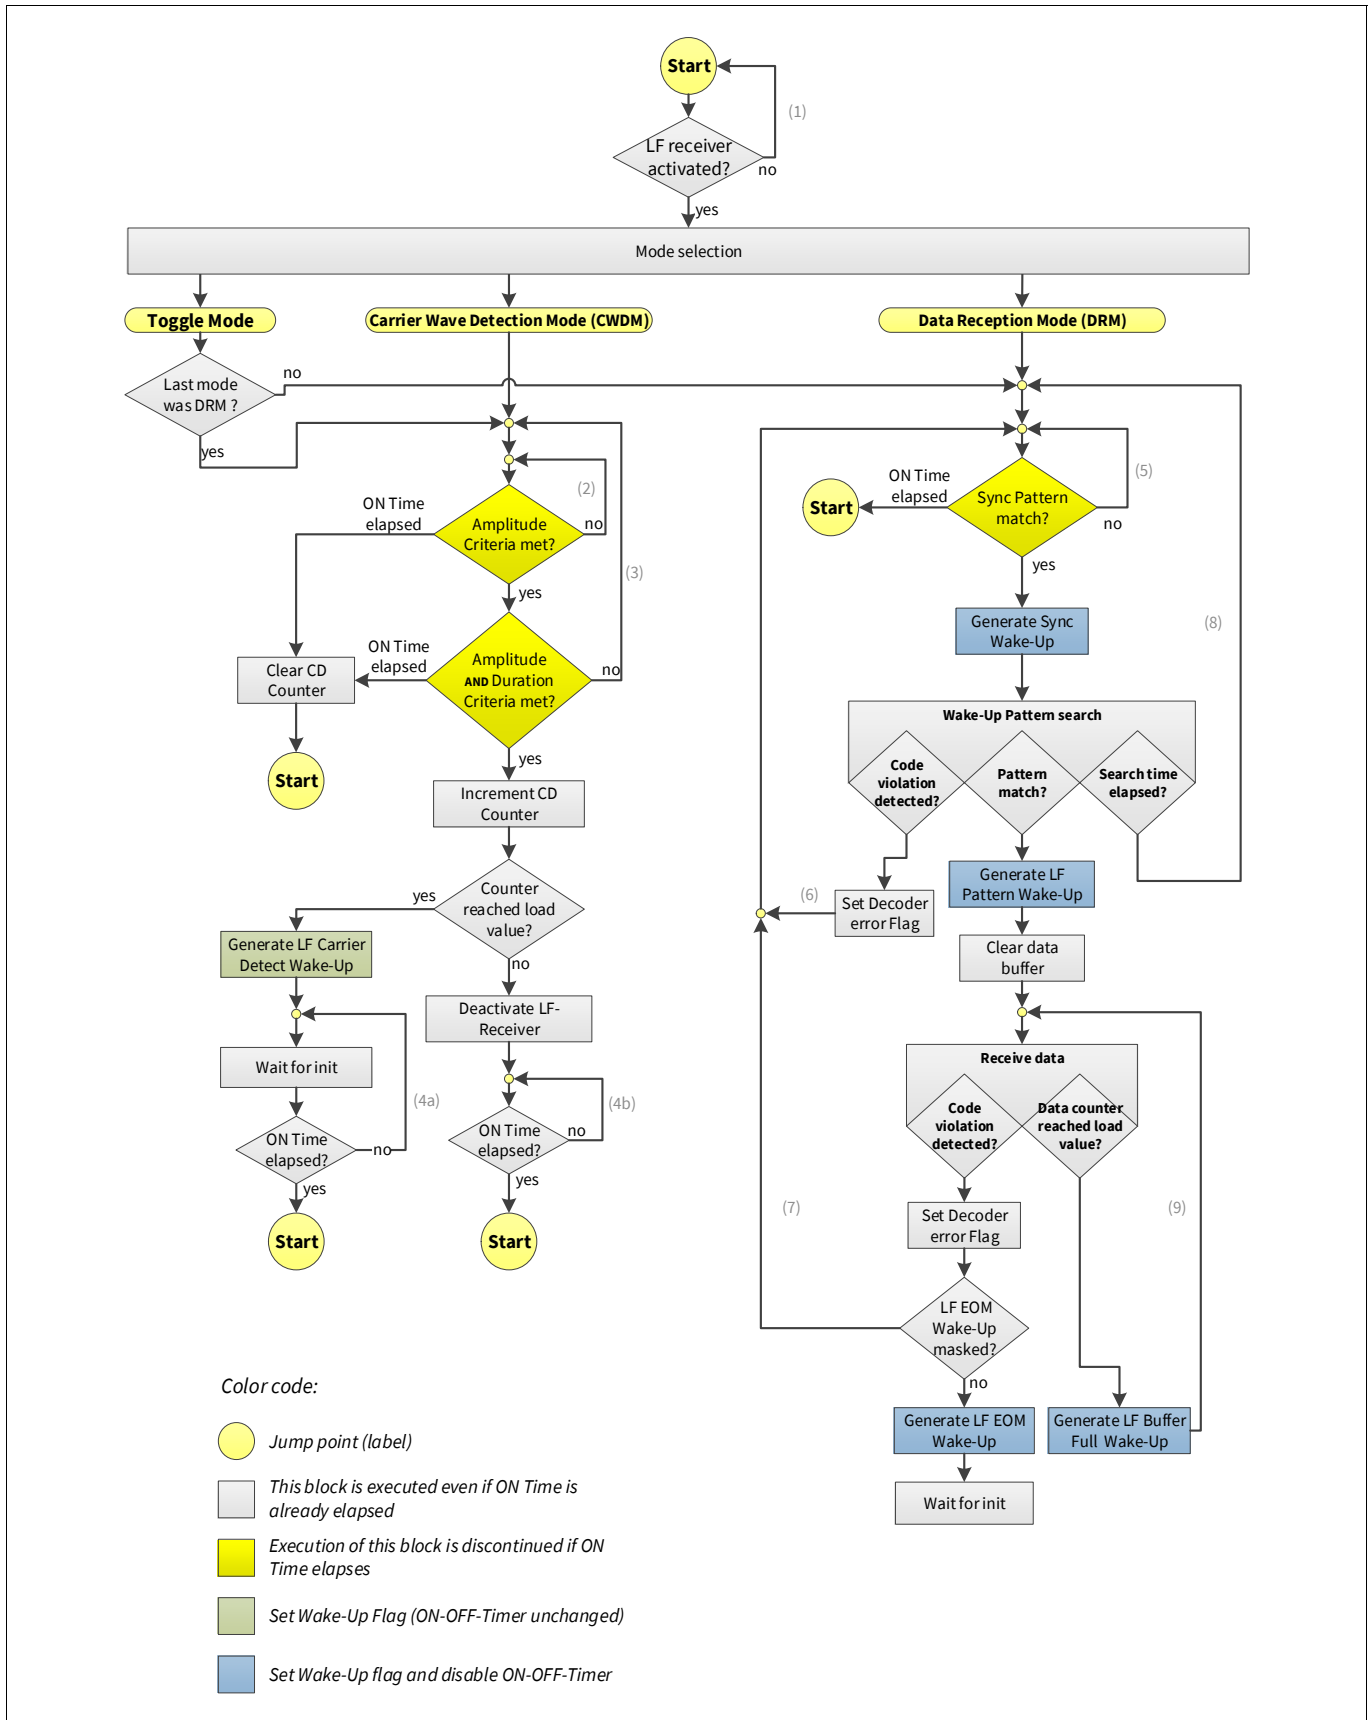 Start
(1)
LF receiver
activated?
no
yes
Mode selection
Toggle Mode
Carrier Wave Detection Mode (CWDM)
Data Reception Mode (DRM)
Last mode
was DRM ?
no
yes
(2)
ON Time
elapsed
Amplitude
Criteria met?
no
(3)
yes
ON Time
elapsed
Amplitude
AND Duration
Criteria met?
no
Clear CD
Counter
Start
yes
Increment CD
Counter
Counter
reached load
value?
yes
no
Generate LF Carrier
Detect Wake-Up
Wait for init
(4a)
ON Time
elapsed?
no
yes
Start
Deactivate LF-
Receiver
(4b)
ON Time
elapsed?
no
yes
Start
(5)
ON Time
elapsed
Start
Sync Pattern
match?
no
yes
Generate Sync
Wake-Up
(8)
Wake-Up Pattern search
Code
violation
detected?
Pattern
match?
Search time
elapsed?
(6)
Set Decoder
error Flag
Generate LF
Pattern Wake-Up
Clear data
buffer
Receive data
Code
violation
detected?
Data counter
reached load
value?
(7)
(9)
Set Decoder
error Flag
LF EOM
Wake-Up
masked?
no
Generate LF EOM
Wake-Up
Generate LF Buffer
Full Wake-Up
Wait for init
Color code:
Jump point (label)
This block is executed even if ON Time is
already elapsed
Execution of this block is discontinued if ON
Time elapses
Set Wake-Up Flag (ON-OFF-Timer unchanged)
Set Wake-Up flag and disable ON-OFF-Timer